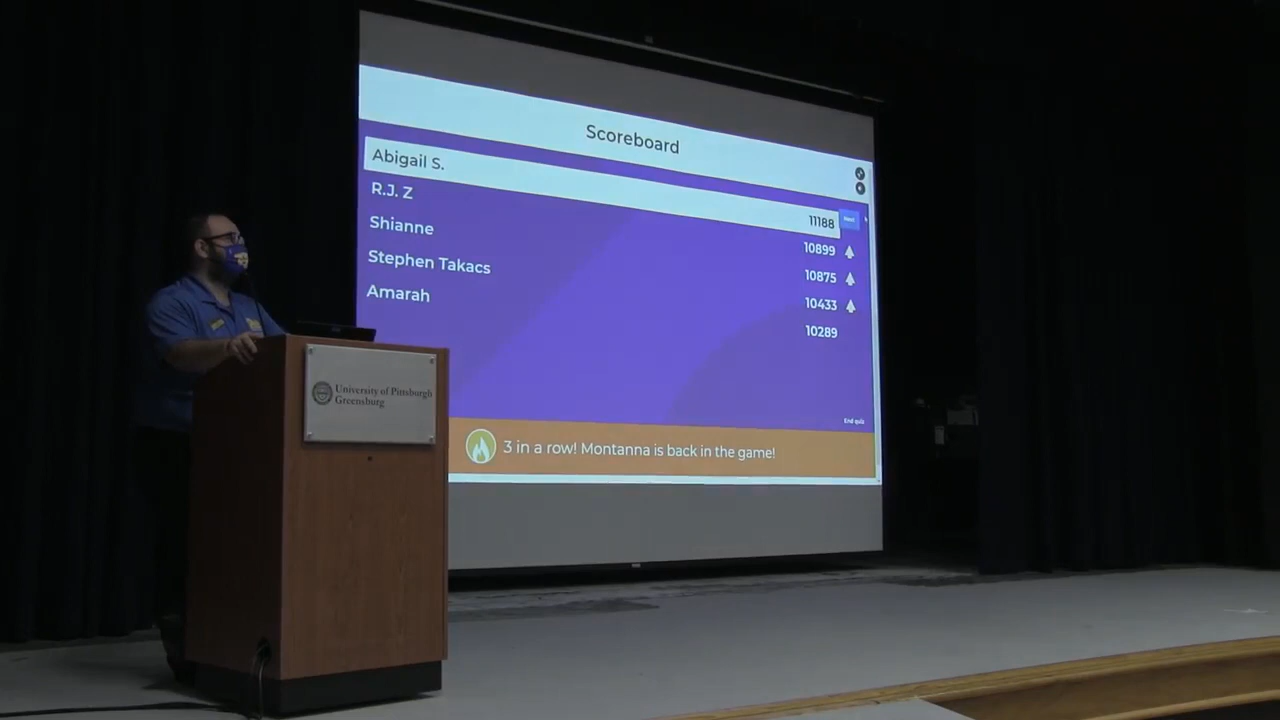 Scoreboard
Abigail S. 11188
Next
R.J. Z 10899
Shianne 10875
Stephen Takacs 10433
Amarah 10289
End quiz
3 in a row! Montanna is back in the game!
University of Pittsburgh
Greensburg